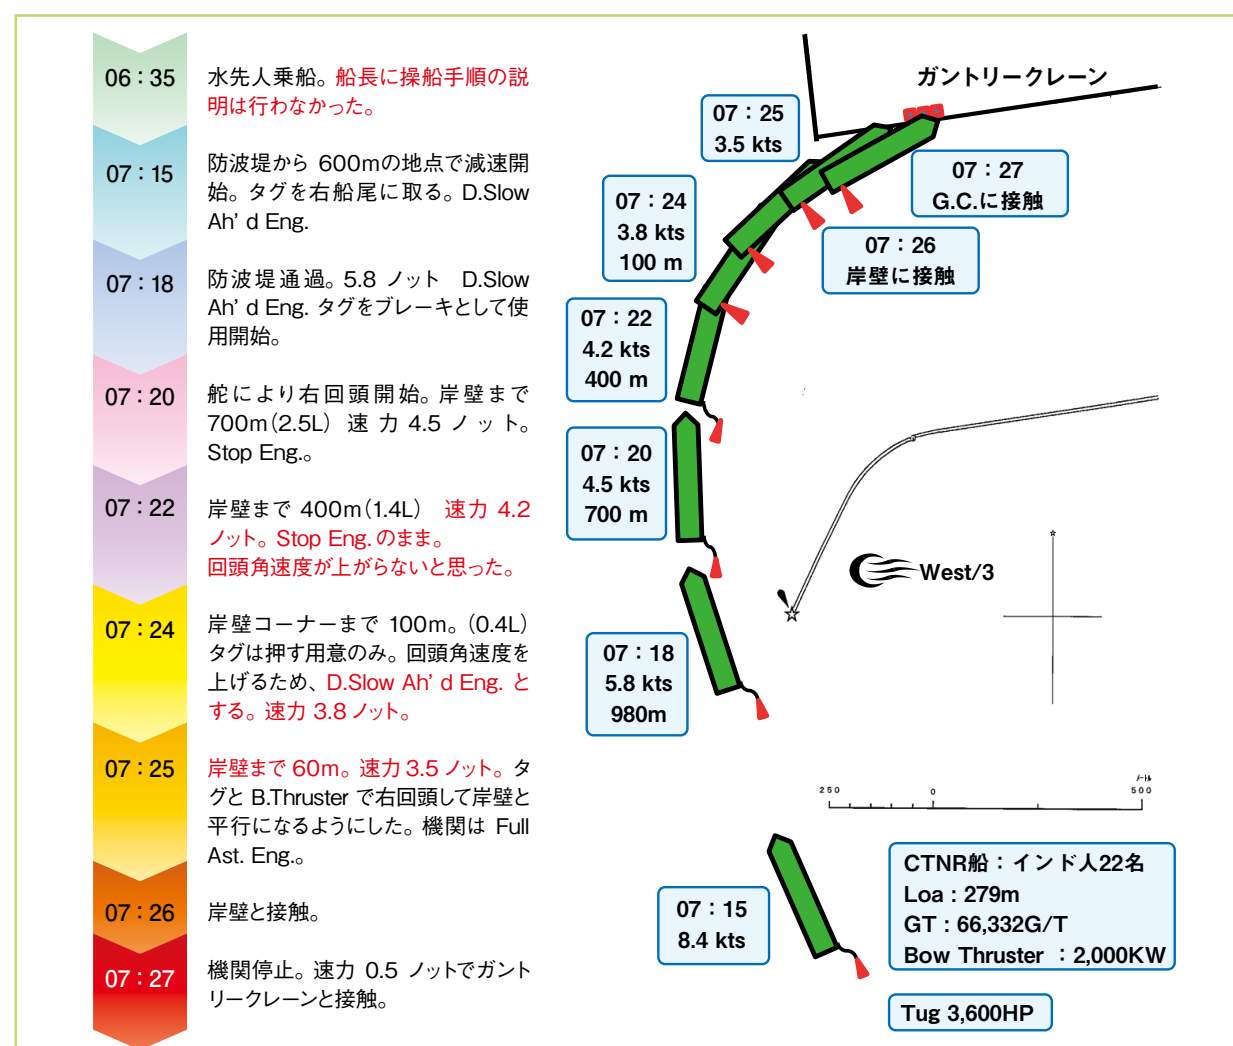 06：35
水先人乗船。船長に操船手順の説
明は行わなかった。
07：15
防波堤から 600mの地点で減速開
始。タグを右船尾に取る。D.Slow
Ah’ d Eng.
07：18
防波堤通過。5.8 ノット　D.Slow
Ah’ d Eng. タグをブレーキとして使
用開始。
07：20
舵により右回頭開始。岸壁まで
700m（2.5L）速力 4.5 ノット。
Stop Eng.。
07：22
岸壁まで 400m（1.4L）　速力 4.2
ノット。Stop Eng. のまま。
回頭角速度が上がらないと思った。
07：24
岸壁コーナーまで 100m。（0.4L）
タグは押す用意のみ。回頭角速度を
上げるため、D.Slow Ah’ d Eng. と
する。速力 3.8 ノット。
07：25
岸壁まで 60m。速力 3.5 ノット。タ
グと B.Thruster で右回頭して岸壁と
平行になるようにした。機関は Full
Ast. Eng.。
07：26
岸壁と接触。
07：27
機関停止。速力 0.5 ノットでガント
リークレーンと接触。
ガントリークレーン
07：25
3.5 kts
07：27
G.C.に接触
07：24
3.8 kts
100 m
07：26
岸壁に接触
07：22
4.2 kts
400 m
07：20
4.5 kts
700 m
West/3
07：18
5.8 kts
980m
メートル
250 0 500
07：15
8.4 kts
CTNR船：インド人22名
Loa : 279m
GT : 66,332G/T
Bow Thruster ：2,000KW
Tug 3,600HP